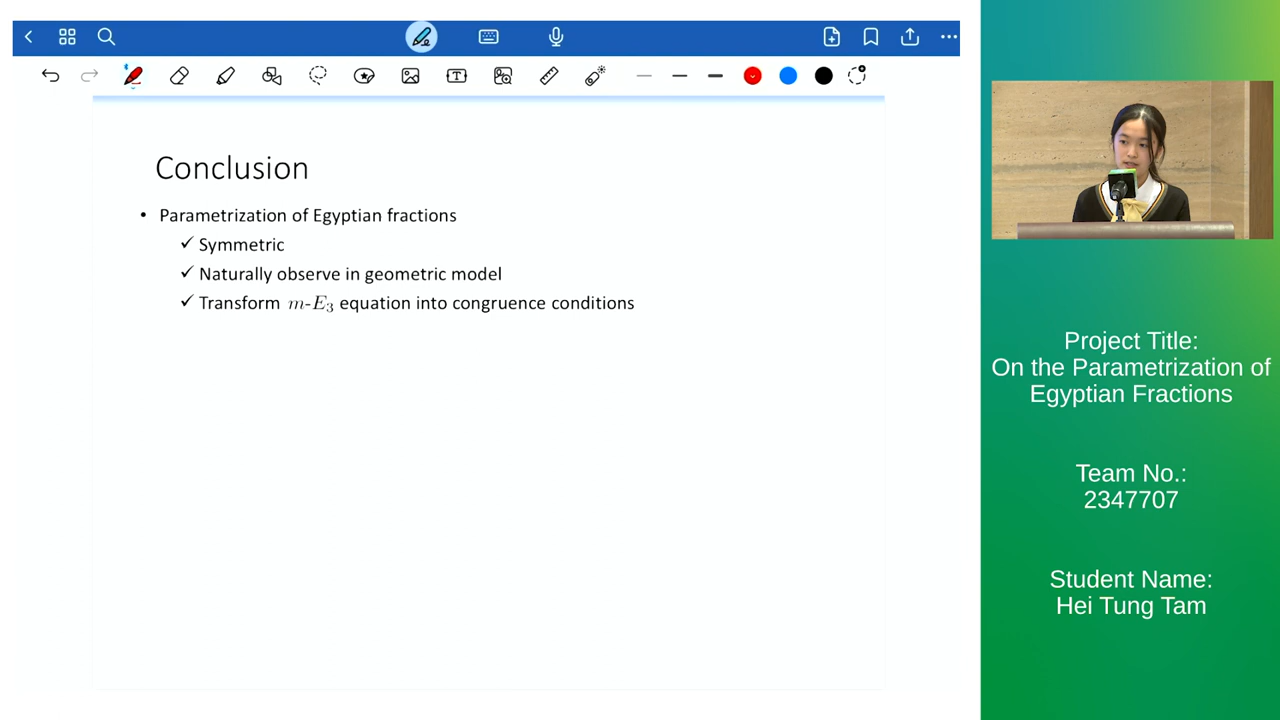 Conclusion
• Parametrization of Egyptian fractions
✓ Symmetric
✓ Naturally observe in geometric model
✓ Transform m-E₃ equation into congruence conditions
Project Title:
On the Parametrization of
Egyptian Fractions
Team No.:
2347707
Student Name:
Hei Tung Tam